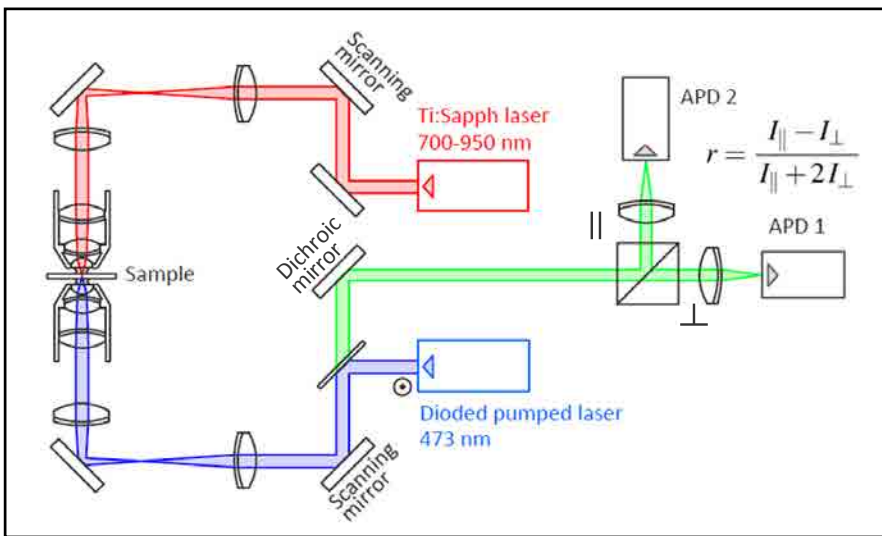 Scanning
mirror
Ti:Sapph laser
700-950 nm
APD 2
r = (I∥ − I⊥) / (I∥ + 2I⊥)
||
APD 1
Dichroic
mirror
Sample
⊥
Dioded pumped laser
473 nm
Scanning
mirror